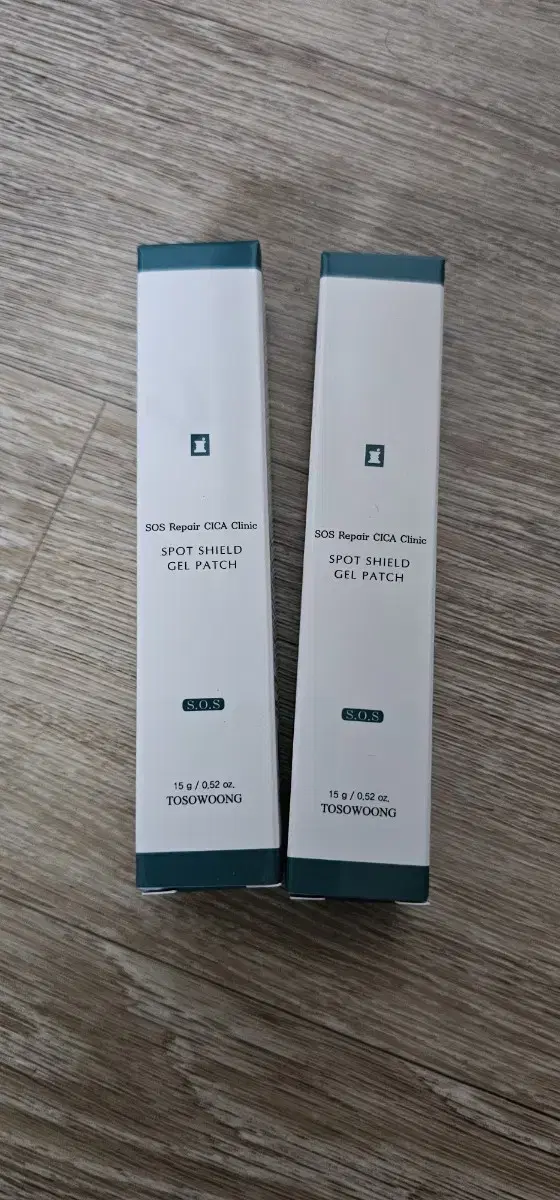 SOS Repair CICA Clinic
SPOT SHIELD
GEL PATCH
S.O.S
15 g / 0,52 oz.
TOSOWOONG
SOS Repair CICA Clinic
SPOT SHIELD
GEL PATCH
S.O.S
15 g / 0,52 oz.
TOSOWOONG